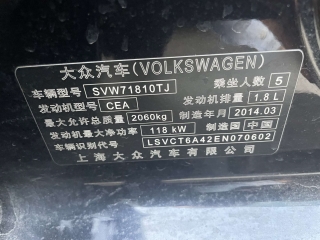 大众汽车(VOLKSWAGEN)
车辆型号 SVW71810TJ 乘坐人数 5
发动机型号 CEA 发动机排量 1.8 L
最大允许总质量 2060kg 制造年月 2014.03
发动机最大净功率 118 kW 制造国 中国
车辆识别代号 LSVCT6A42EN070602
上海大众汽车有限公司